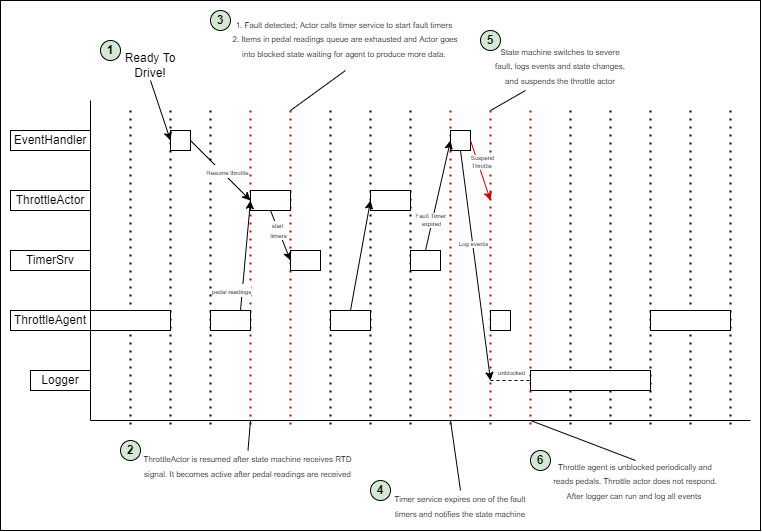 3
1. Fault detected; Actor calls timer service to start fault timers
2. Items in pedal readings queue are exhausted and Actor goes
into blocked state waiting for agent to produce more data.
1
Ready To
Drive!
5
State machine switches to severe
fault, logs events and state changes,
and suspends the throttle actor
EventHandler
Suspend
Throttle
Resume throttle
ThrottleActor
Fault Timer
expired
start
timers
Log events
TimerSrv
pedal readings
ThrottleAgent
Logger
unblocked
2
ThrottleActor is resumed after state machine receives RTD
signal. It becomes active after pedal readings are received
4
Timer service expires one of the fault
timers and notifies the state machine
6
Throttle agent is unblocked periodically and
reads pedals. Throttle actor does not respond.
After logger can run and log all events